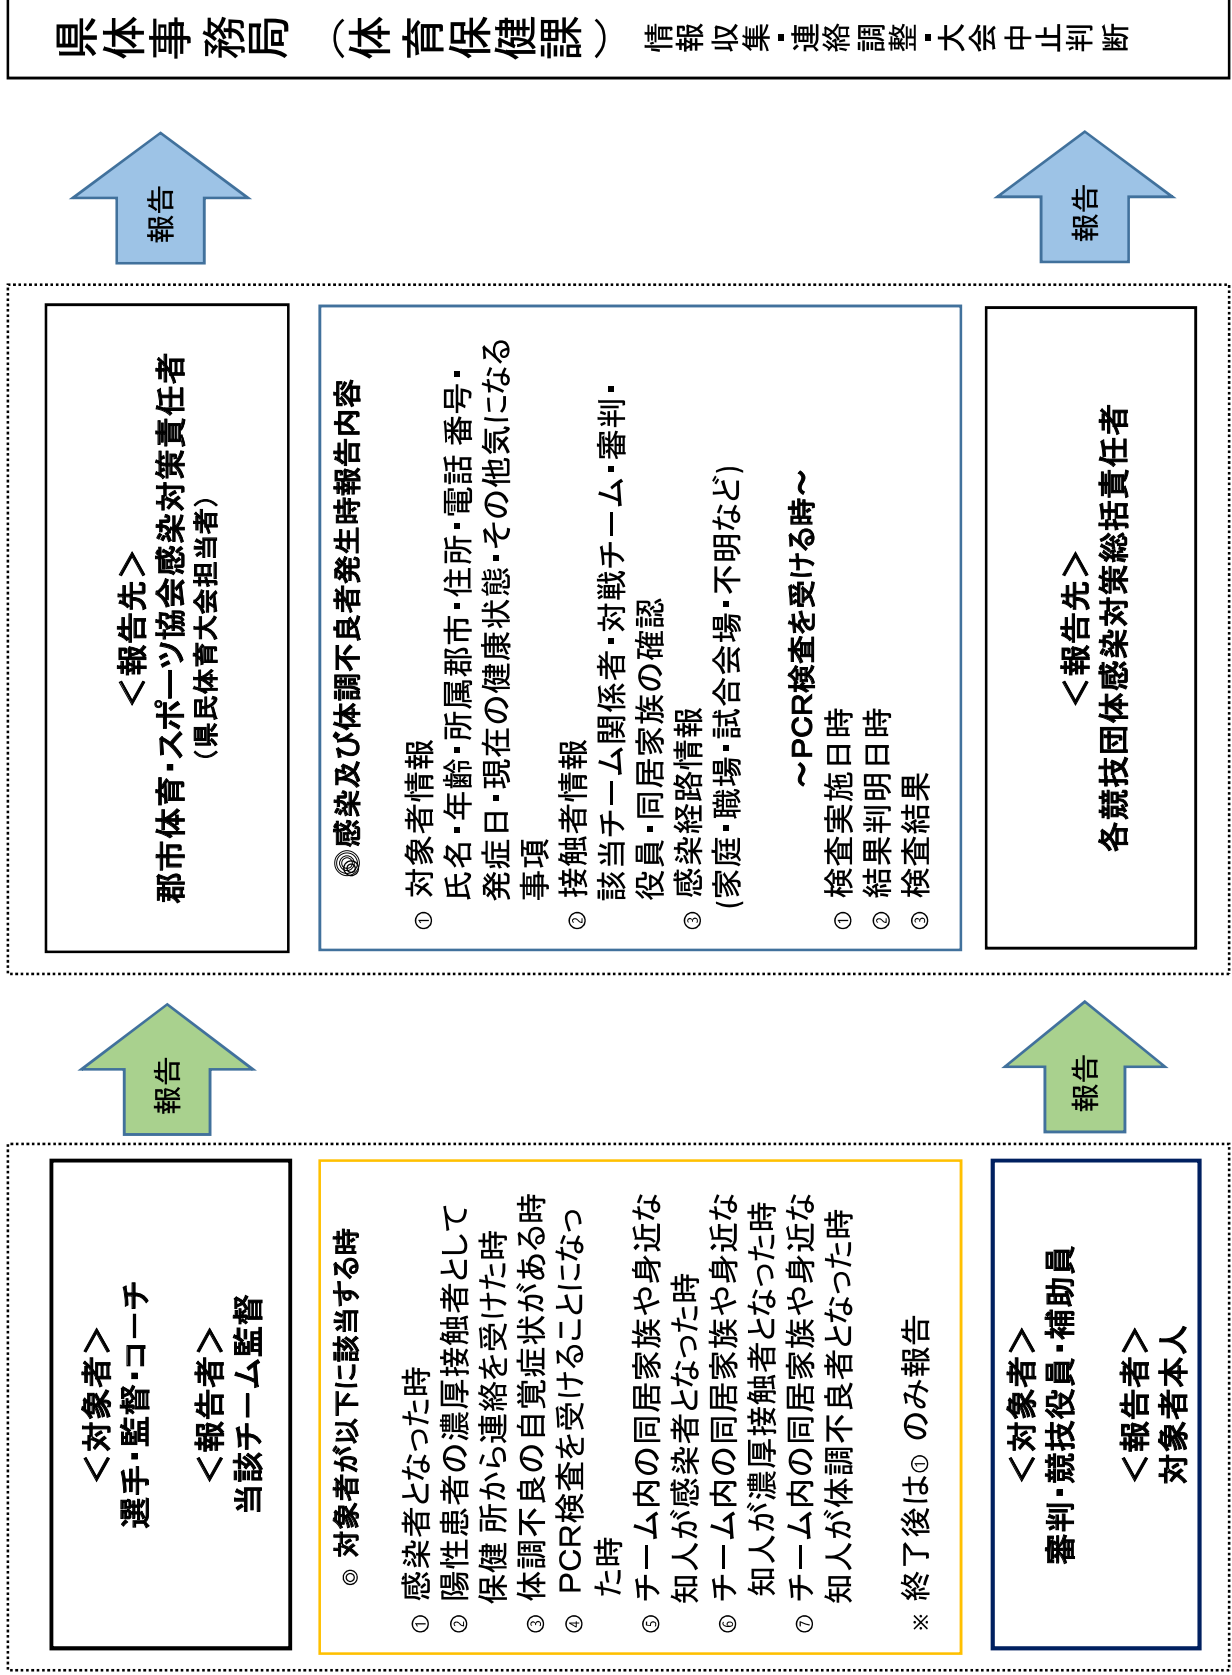 県体事務局（体育保健課）　情報収集・連絡調整・大会中止判断
報告
報告
＜報告先＞
郡市体育・スポーツ協会感染対策責任者
（県民体育大会担当者）
◎感染及び体調不良者発生時報告内容
① 対象者情報
氏名・年齢・所属郡市・住所・電話 番号・
発症日・現在の健康状態・その他気になる
事項
② 接触者情報
該当チーム関係者・対戦チーム・審判・
役員・同居家族の確認
③ 感染経路情報
(家庭・職場・試合会場・不明など)
～PCR検査を受ける時～
① 検査実施日時
② 結果判明日時
③ 検査結果
＜報告先＞
各競技団体感染対策総括責任者
報告
報告
＜対象者＞
選手・監督・コーチ
＜報告者＞
当該チーム監督
◎ 対象者が以下に該当する時
① 感染者となった時
② 陽性患者の濃厚接触者として
保健 所から連絡を受けた時
③ 体調不良の自覚症状がある時
④ PCR検査を受けることになっ
た時
⑤ チーム内の同居家族や身近な
知人が感染者となった時
⑥ チーム内の同居家族や身近な
知人が濃厚接触者となった時
⑦ チーム内の同居家族や身近な
知人が体調不良者となった時
※ 終了後は① のみ報告
＜対象者＞
審判・競技役員・補助員
＜報告者＞
対象者本人